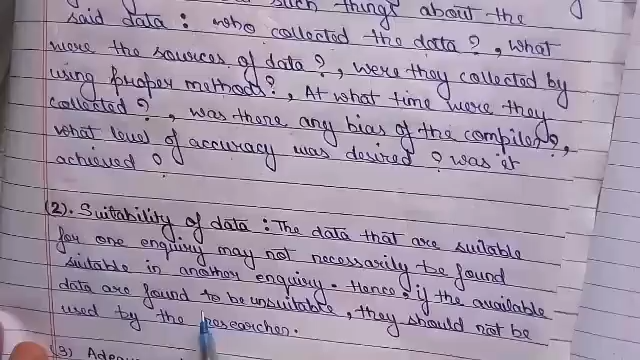 such things about the
said data : who collected the data ?, what
were the sources of data ?, were they collected by
using proper methods ?, At what time were they
collected ?, was there any bias of the compiler ?,
what level of accuracy was desired ? was it
achieved ?
(2). Suitability of data : The data that are suitable
for one enquiry may not necessarily be found
suitable in another enquiry. Hence, if the available
data are found to be unsuitable, they should not be
used by the researcher.
(3)